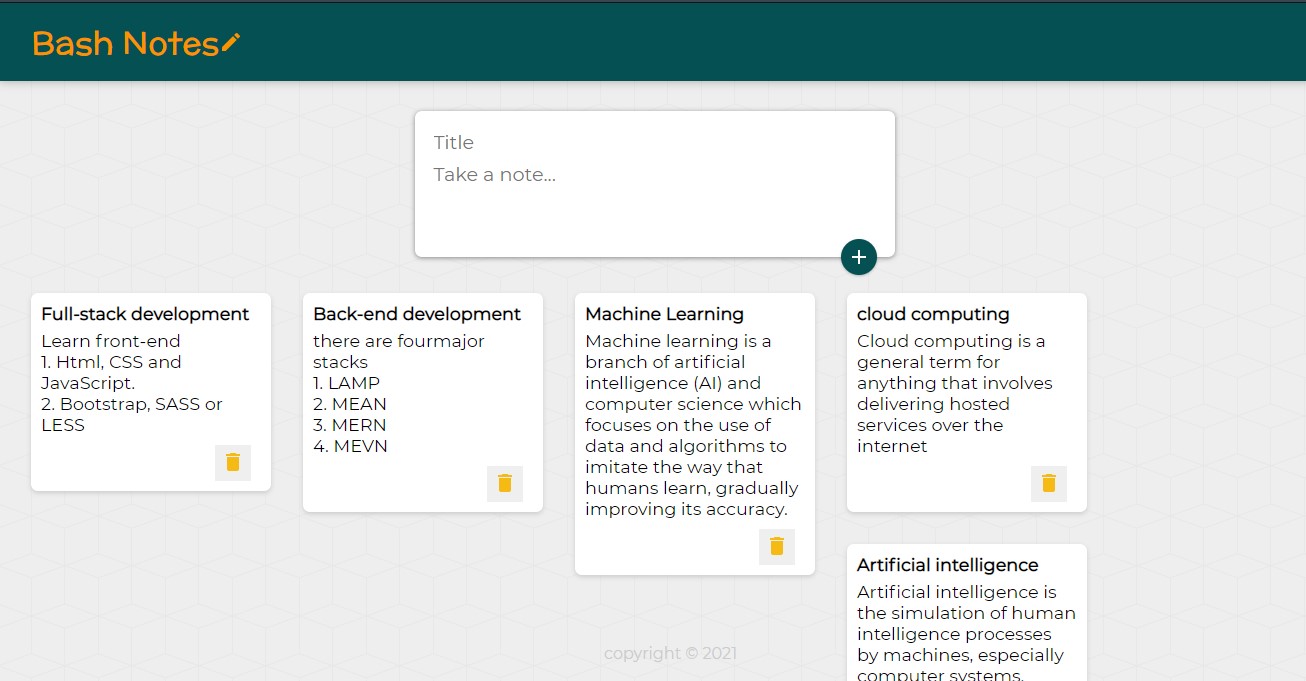 Bash Notes
Title
Take a note...
Full-stack development
Learn front-end
1. Html, CSS and
JavaScript.
2. Bootstrap, SASS or
LESS
Back-end development
there are fourmajor
stacks
1. LAMP
2. MEAN
3. MERN
4. MEVN
Machine Learning
Machine learning is a
branch of artificial
intelligence (AI) and
computer science which
focuses on the use of
data and algorithms to
imitate the way that
humans learn, gradually
improving its accuracy.
cloud computing
Cloud computing is a
general term for
anything that involves
delivering hosted
services over the
internet
Artificial intelligence
Artificial intelligence is
the simulation of human
intelligence processes
by machines, especially
computer systems.
copyright © 2021